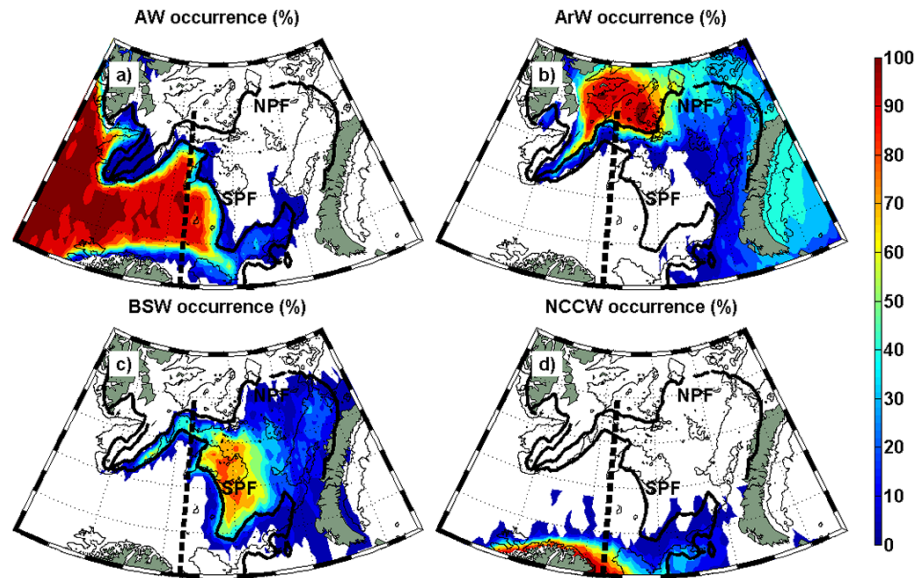 AW occurrence (%)
ArW occurrence (%)
a)
NPF
SPF
b)
NPF
SPF
BSW occurrence (%)
NCCW occurrence (%)
c)
NPF
SPF
d)
NPF
SPF
100
90
80
70
60
50
40
30
20
10
0